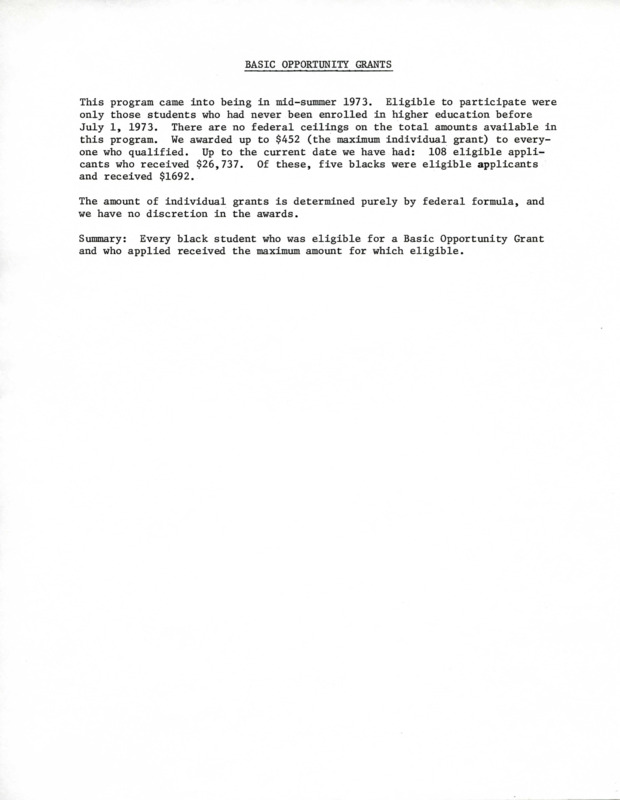 BASIC OPPORTUNITY GRANTS
This program came into being in mid-summer 1973. Eligible to participate were
only those students who had never been enrolled in higher education before
July 1, 1973. There are no federal ceilings on the total amounts available in
this program. We awarded up to $452 (the maximum individual grant) to every-
one who qualified. Up to the current date we have had: 108 eligible appli-
cants who received $26,737. Of these, five blacks were eligible applicants
and received $1692.
The amount of individual grants is determined purely by federal formula, and
we have no discretion in the awards.
Summary: Every black student who was eligible for a Basic Opportunity Grant
and who applied received the maximum amount for which eligible.